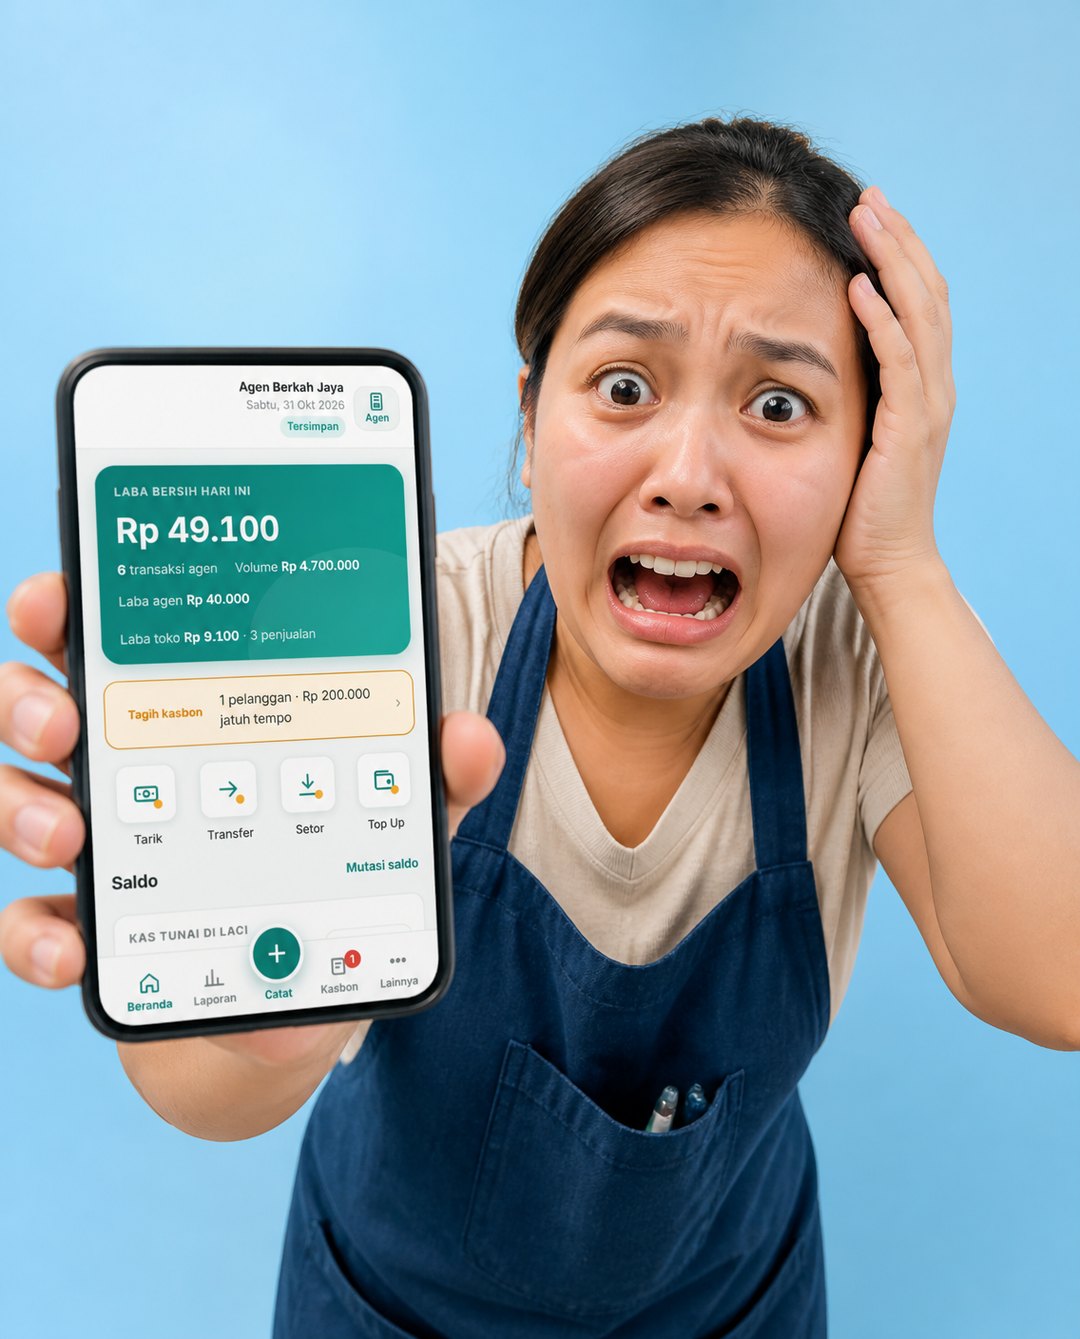 Agen Berkah Jaya
Sabtu, 31 Okt 2026
Tersimpan
Agen
LABA BERSIH HARI INI
Rp 49.100
6 transaksi agen Volume Rp 4.700.000
Laba agen Rp 40.000
Laba toko Rp 9.100 · 3 penjualan
Tagih kasbon
1 pelanggan · Rp 200.000
jatuh tempo
›
Tarik
Transfer
Setor
Top Up
Saldo
Mutasi saldo
KAS TUNAI DI LACI
Beranda
Laporan
Catat
1
Kasbon
Lainnya